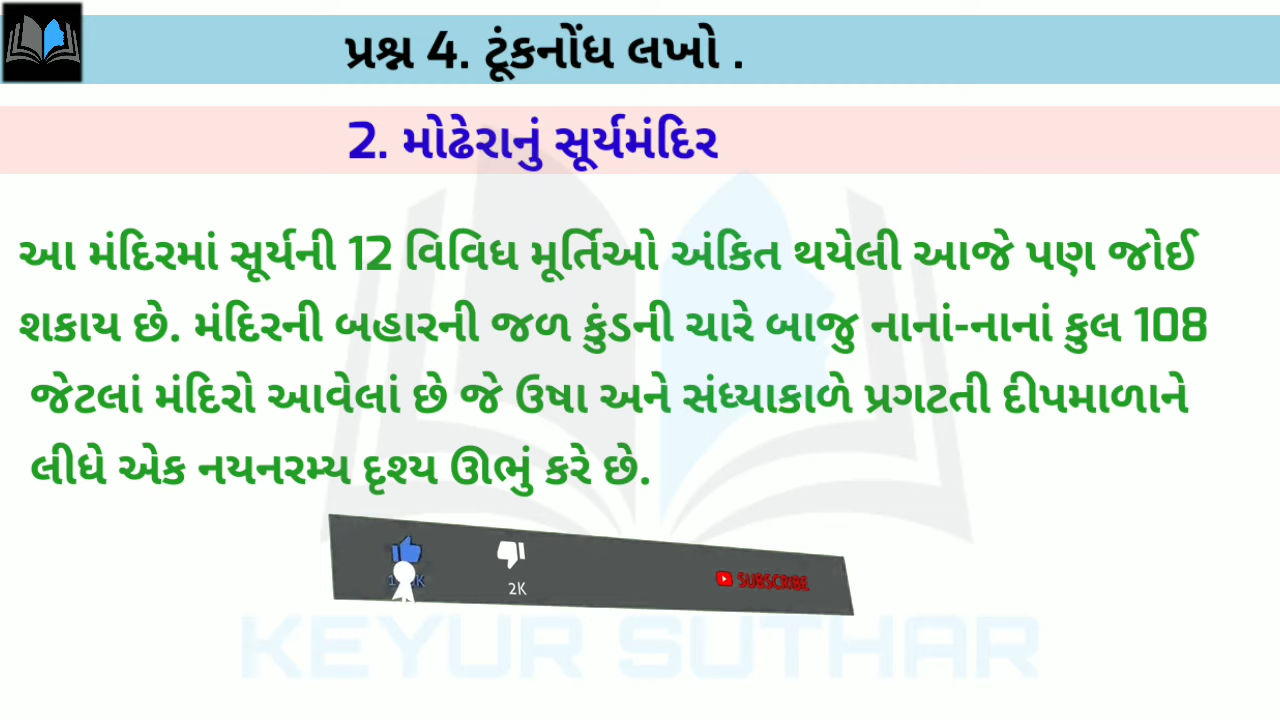 પ્રશ્ન 4. ટૂંકનોંધ લખો .
2. મોઢેરાનું સૂર્યમંદિર
આ મંદિરમાં સૂર્યની 12 વિવિધ મૂર્તિઓ અંકિત થયેલી આજે પણ જોઈ
શકાય છે. મંદિરની બહારની જળ કુંડની ચારે બાજુ નાનાં-નાનાં કુલ 108
જેટલાં મંદિરો આવેલાં છે જે ઉષા અને સંધ્યાકાળે પ્રગટતી દીપમાળાને
લીધે એક નયનરમ્ય દૃશ્ય ઊભું કરે છે.
2K
SUBSCRIBE
KEYUR SUTHAR